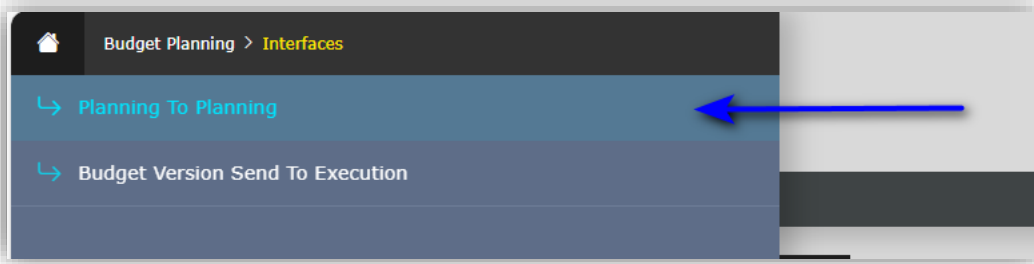 Budget Planning > Interfaces
Planning To Planning
Budget Version Send To Execution